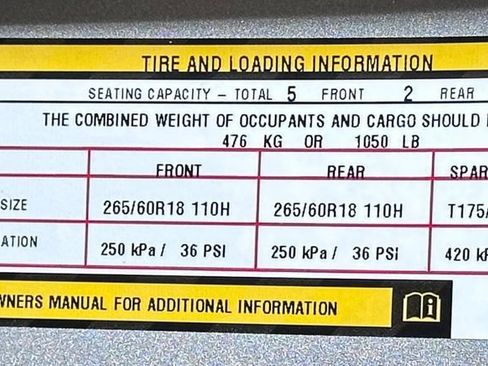 TIRE AND LOADING INFORMATION
SEATING CAPACITY – TOTAL 5 FRONT 2 REAR
THE COMBINED WEIGHT OF OCCUPANTS AND CARGO SHOULD
476 KG OR 1050 LB
FRONT REAR SPAR
SIZE 265/60R18 110H 265/60R18 110H T175/
ATION 250 kPa / 36 PSI 250 kPa / 36 PSI 420 k
WNERS MANUAL FOR ADDITIONAL INFORMATION